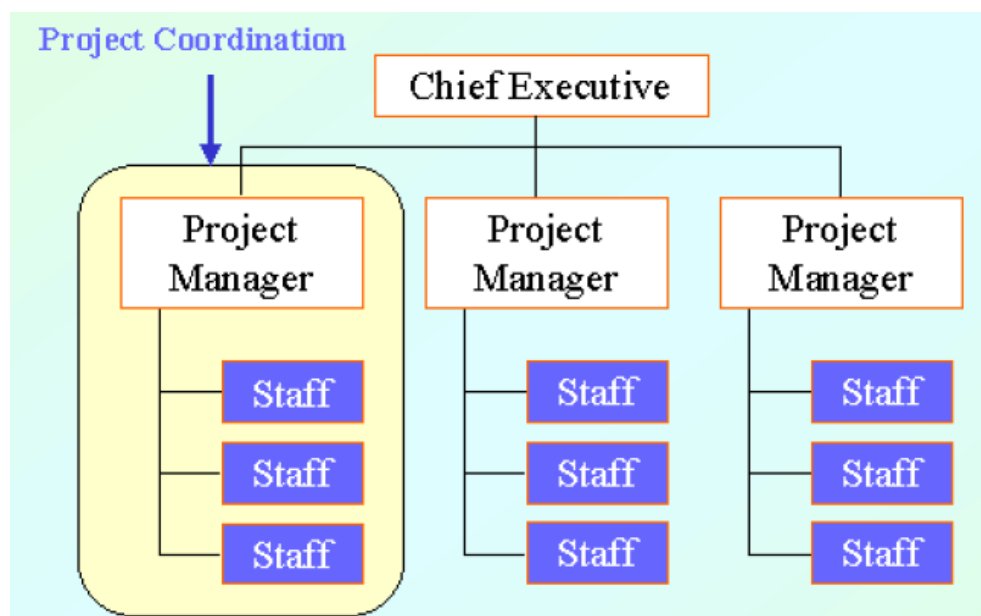 Project Coordination
Chief Executive
Project
Manager
Project
Manager
Project
Manager
Staff
Staff
Staff
Staff
Staff
Staff
Staff
Staff
Staff